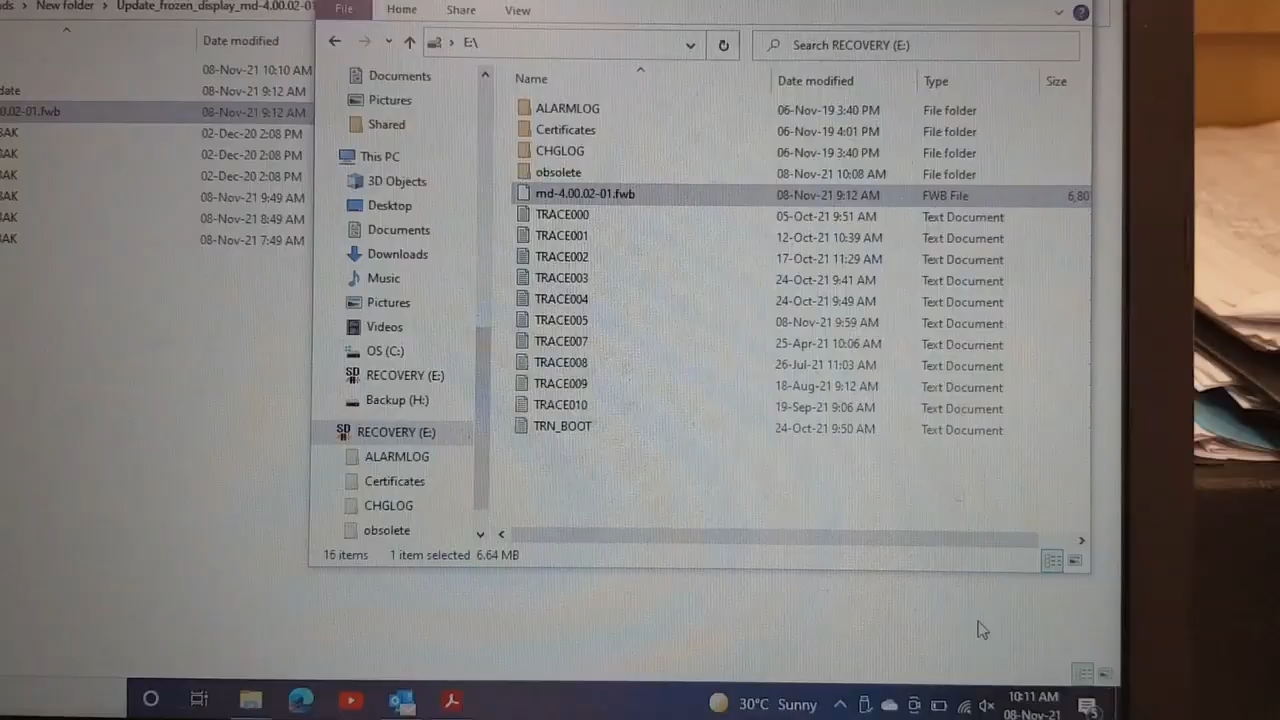 ds › New folder › Update_frozen_display_md-4.00.02-01
Date modified
08-Nov-21 10:10 AM
date 08-Nov-21 9:12 AM
0.02-01.fwb 08-Nov-21 9:12 AM
BAK 02-Dec-20 2:08 PM
AK 02-Dec-20 2:08 PM
AK 02-Dec-20 2:08 PM
AK 08-Nov-21 9:49 AM
BAK 08-Nov-21 8:49 AM
AK 08-Nov-21 7:49 AM
File Home Share View
› E:\ Search RECOVERY (E:)
Documents
Pictures
Shared
This PC
3D Objects
Desktop
Documents
Downloads
Music
Pictures
Videos
OS (C:)
RECOVERY (E:)
Backup (H:)
RECOVERY (E:)
ALARMLOG
Certificates
CHGLOG
obsolete
Name Date modified Type Size
ALARMLOG 06-Nov-19 3:40 PM File folder
Certificates 06-Nov-19 4:01 PM File folder
CHGLOG 06-Nov-19 3:40 PM File folder
obsolete 08-Nov-21 10:08 AM File folder
md-4.00.02-01.fwb 08-Nov-21 9:12 AM FWB File 6,80
TRACE000 05-Oct-21 9:51 AM Text Document
TRACE001 12-Oct-21 10:39 AM Text Document
TRACE002 17-Oct-21 11:29 AM Text Document
TRACE003 24-Oct-21 9:41 AM Text Document
TRACE004 24-Oct-21 9:49 AM Text Document
TRACE005 08-Nov-21 9:59 AM Text Document
TRACE007 25-Apr-21 10:06 AM Text Document
TRACE008 26-Jul-21 11:03 AM Text Document
TRACE009 18-Aug-21 9:12 AM Text Document
TRACE010 19-Sep-21 9:06 AM Text Document
TRN_BOOT 24-Oct-21 9:50 AM Text Document
16 items 1 item selected 6.64 MB
30°C Sunny
10:11 AM
08-Nov-21
5